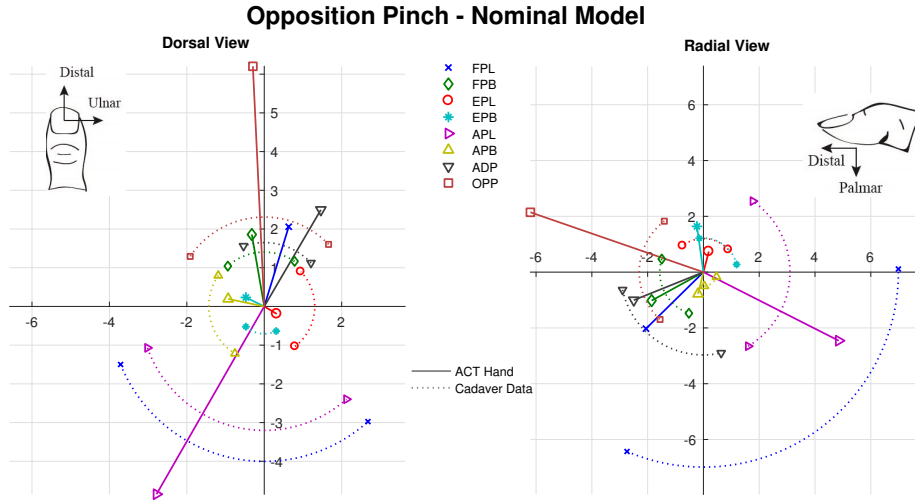 Opposition Pinch - Nominal Model
Dorsal View
Radial View
Distal
Ulnar
FPL
FPB
EPL
EPB
APL
APB
ADP
OPP
Distal
Palmar
5
3
2
1
-1
-2
-3
-4
-6
-4
-2
2
ACT Hand
Cadaver Data
6
4
2
-2
-4
-6
-6
-4
-2
2
4
6